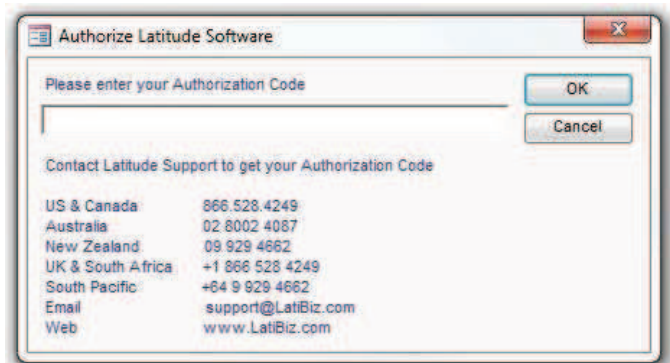 Authorize Latitude Software
Please enter your Authorization Code
OK
Cancel
Contact Latitude Support to get your Authorization Code
US & Canada 866.528.4249
Australia 02 8002 4087
New Zealand 09 929 4662
UK & South Africa +1 866 528 4249
South Pacific +64 9 929 4662
Email support@LatiBiz.com
Web www.LatiBiz.com